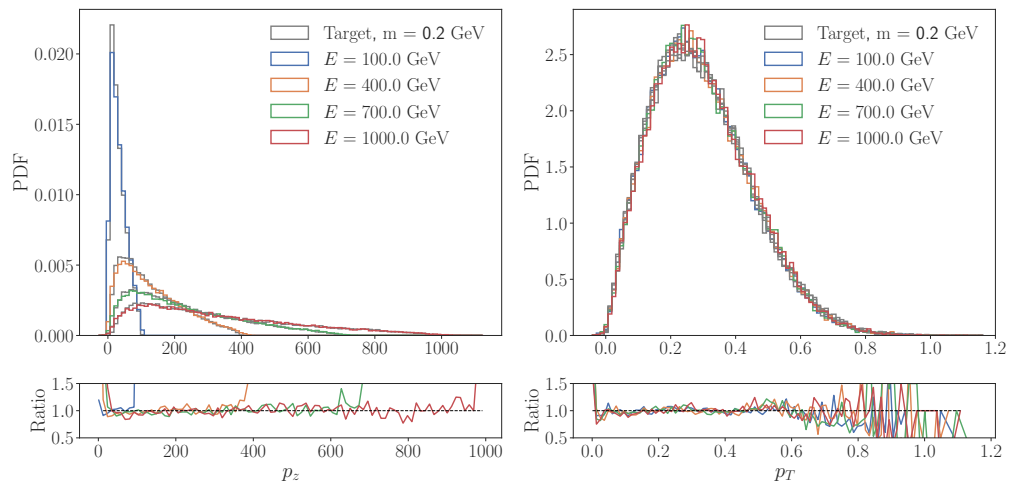 Target, m = 0.2 GeV
E = 100.0 GeV
E = 400.0 GeV
E = 700.0 GeV
E = 1000.0 GeV
PDF
0.020
0.015
0.010
0.005
0.000
0 200 400 600 800 1000
Ratio
1.5
1.0
0.5
0 200 400 600 800 1000
p_z
Target, m = 0.2 GeV
E = 100.0 GeV
E = 400.0 GeV
E = 700.0 GeV
E = 1000.0 GeV
PDF
2.5
2.0
1.5
1.0
0.5
0.0
0.0 0.2 0.4 0.6 0.8 1.0 1.2
Ratio
1.5
1.0
0.5
0.0 0.2 0.4 0.6 0.8 1.0 1.2
p_T